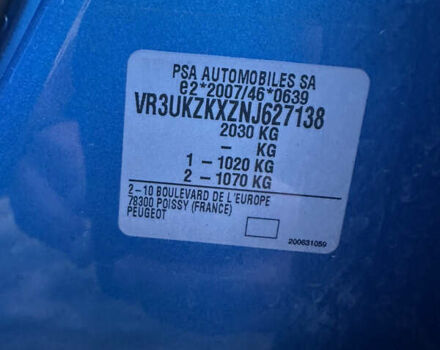 PSA AUTOMOBILES SA
e2*2007/46*0639
VR3UKZKXZNJ627138
2030 KG
- KG
1 - 1020 KG
2 - 1070 KG
2-10 BOULEVARD DE L'EUROPE
78300 POISSY (FRANCE)
PEUGEOT
200631059